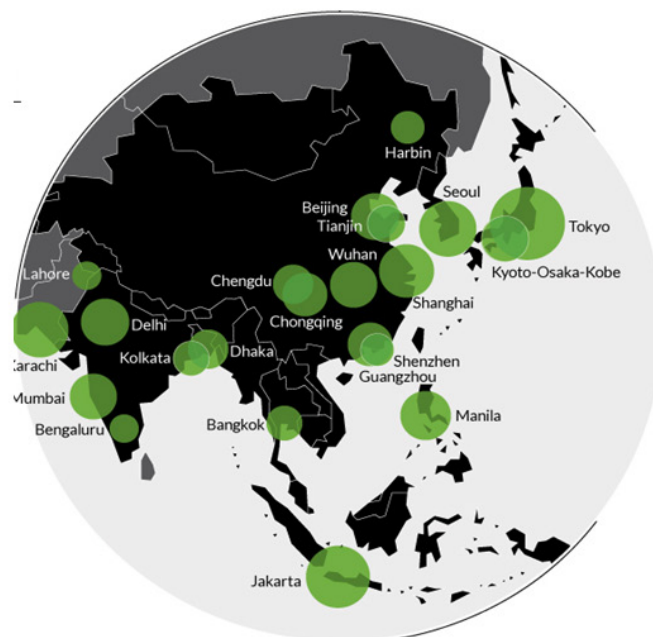 Harbin
Beijing
Tianjin
Seoul
Tokyo
Kyoto-Osaka-Kobe
Wuhan
Shanghai
Lahore
Chengdu
Chongqing
Delhi
Kolkata
Dhaka
Shenzhen
Guangzhou
Karachi
Mumbai
Bengaluru
Bangkok
Manila
Jakarta